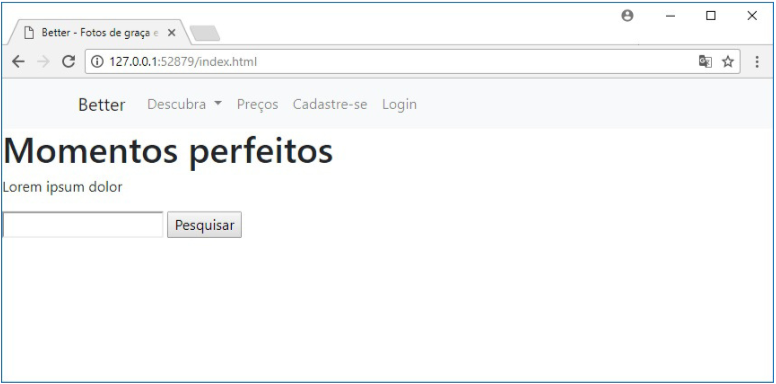 Better - Fotos de graça e
127.0.0.1:52879/index.html
Better Descubra Preços Cadastre-se Login
Momentos perfeitos
Lorem ipsum dolor
Pesquisar